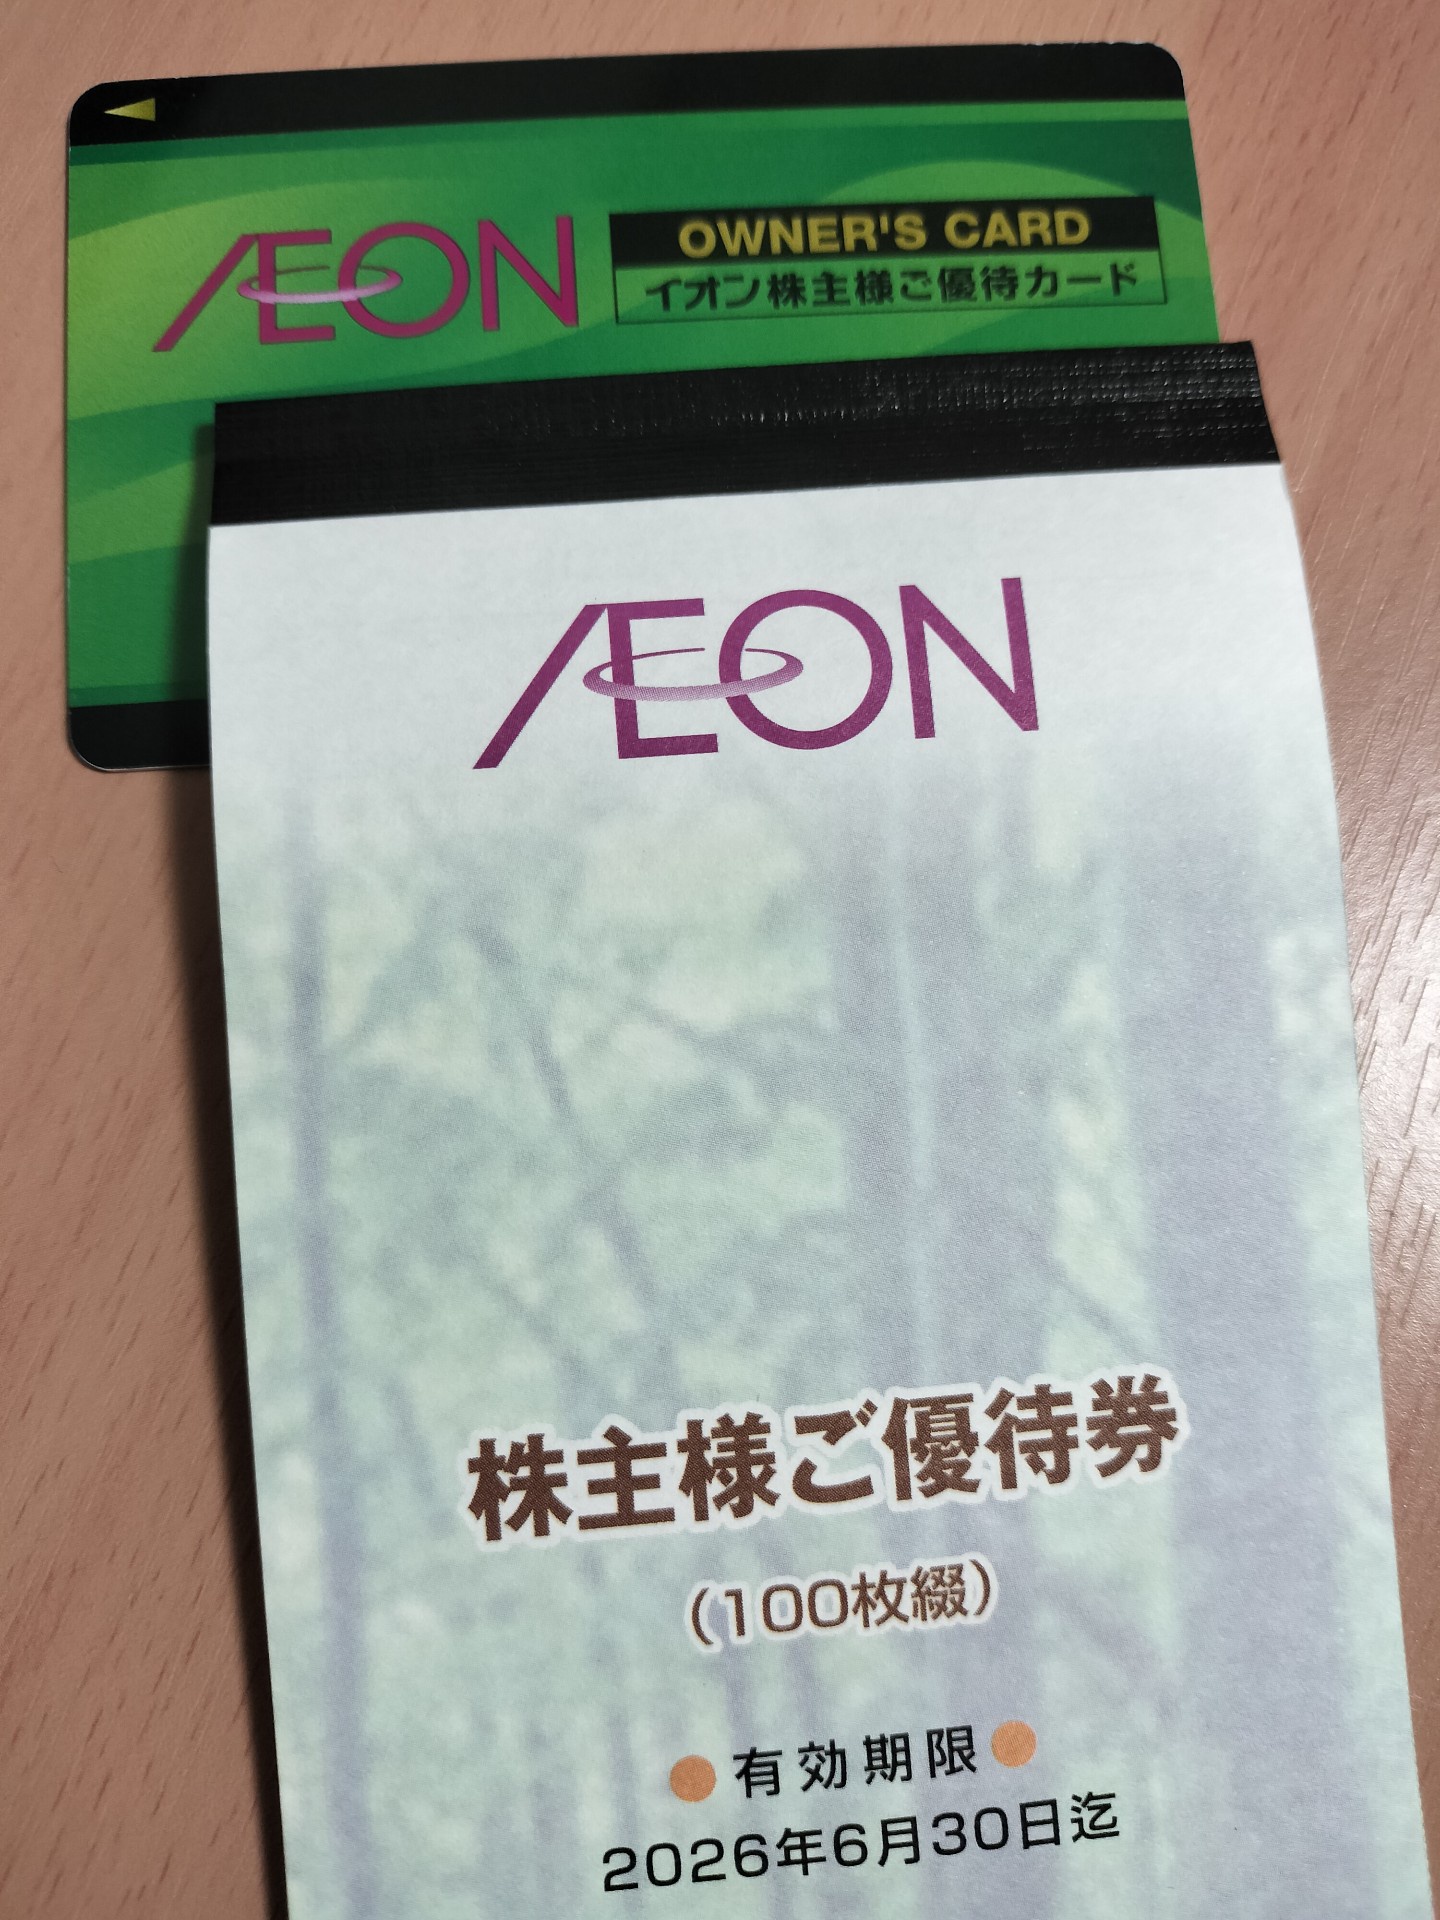 ÆON
OWNER'S CARD
イオン株主様ご優待カード
ÆON
株主様ご優待券
（100枚綴）
●有効期限●
2026年6月30日迄